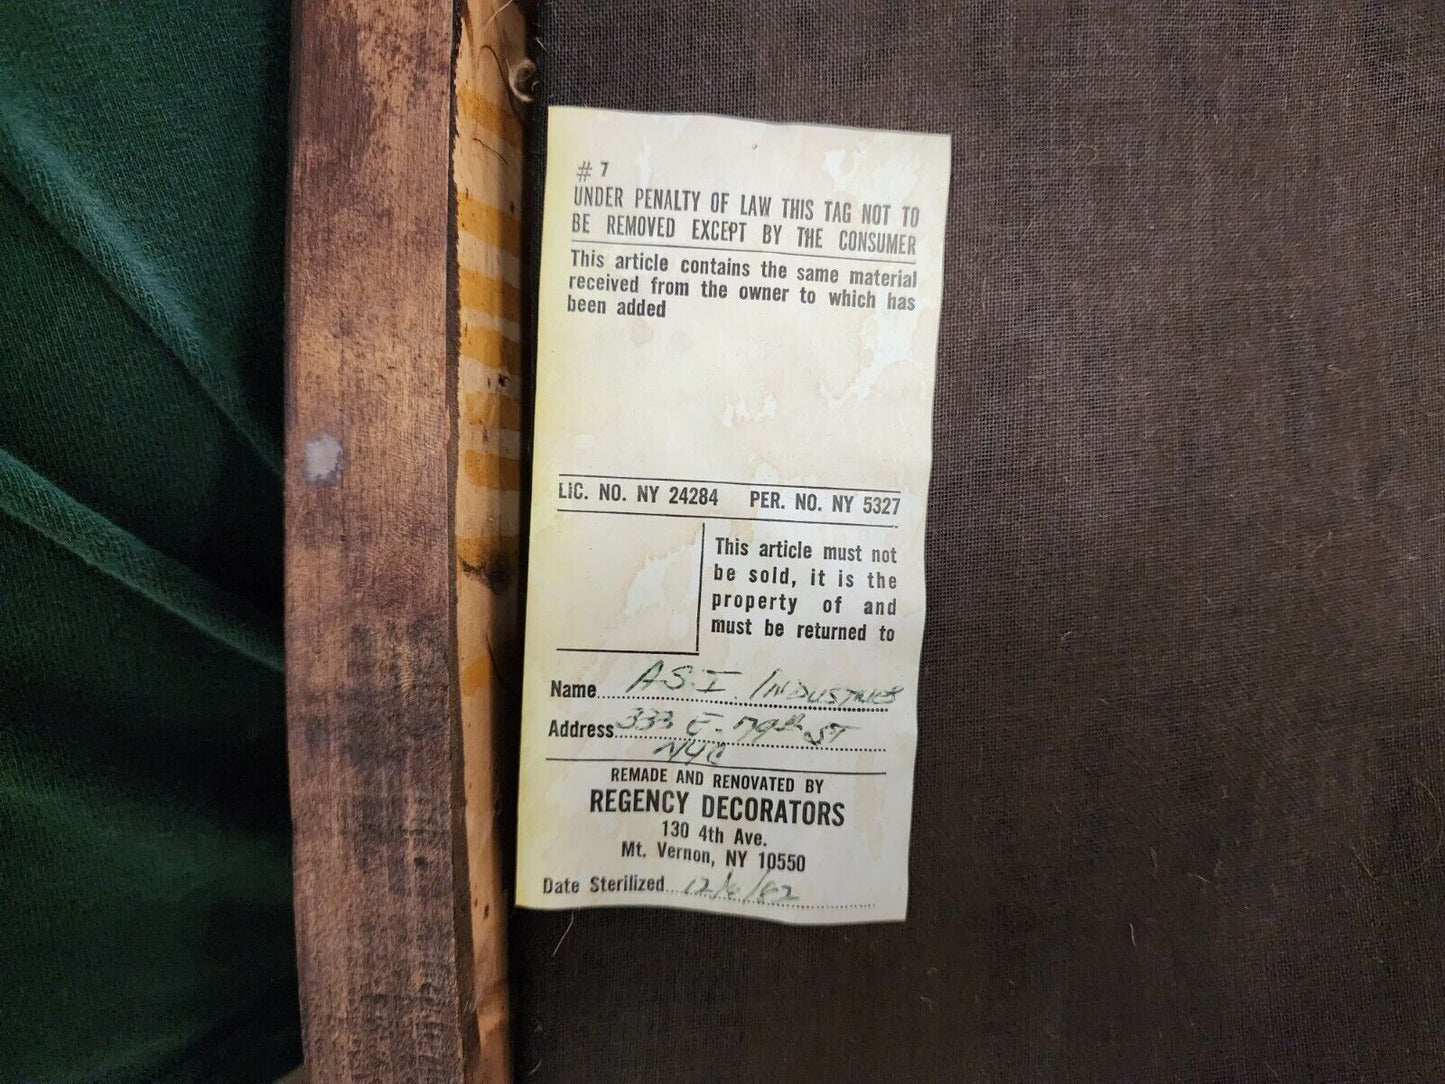 # 7
UNDER PENALTY OF LAW THIS TAG NOT TO
BE REMOVED EXCEPT BY THE CONSUMER
This article contains the same material
received from the owner to which has
been added
LIC. NO. NY 24284 PER. NO. NY 5327
This article must not
be sold, it is the
property of and
must be returned to
Name A.S.I. INDUSTRIES
Address 333 E. 79th ST
NYC
REMADE AND RENOVATED BY
REGENCY DECORATORS
130 4th Ave.
Mt. Vernon, NY 10550
Date Sterilized